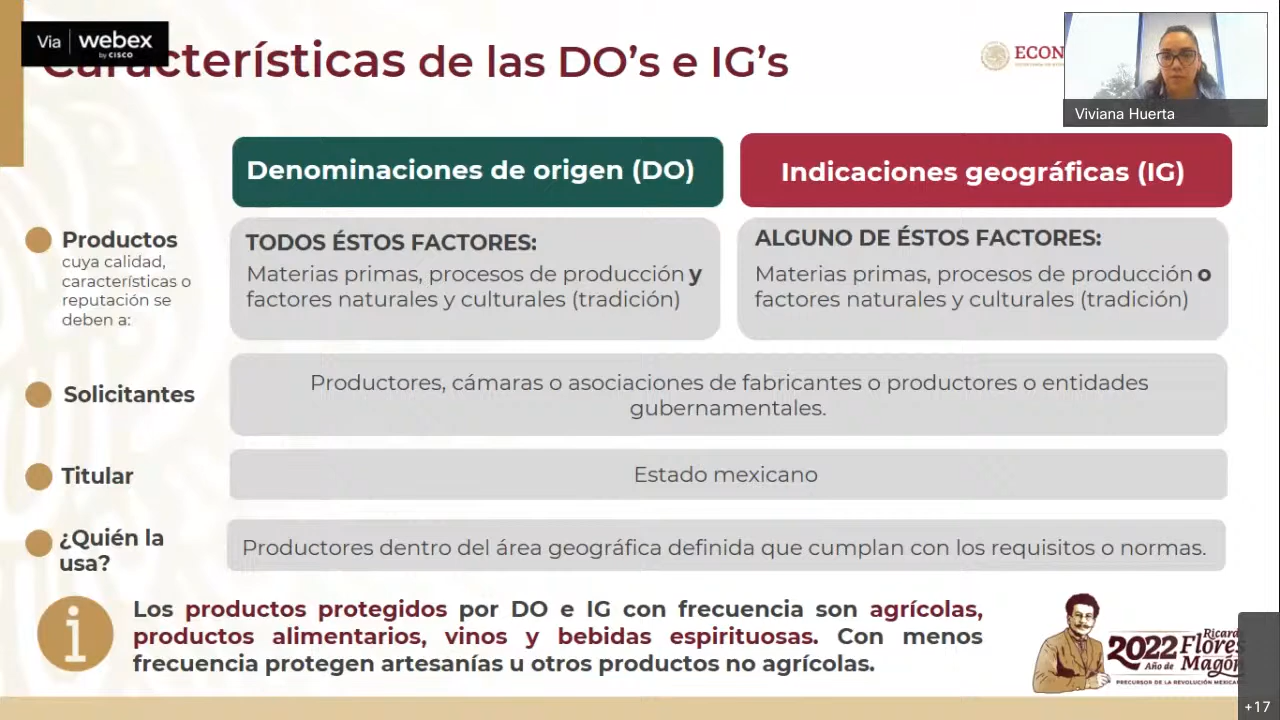 Via webex
by CISCO
Características de las DO's e IG's
ECON
Viviana Huerta
Denominaciones de origen (DO)
Indicaciones geográficas (IG)
Productos
cuya calidad,
características o
reputación se
deben a:
TODOS ÉSTOS FACTORES:
Materias primas, procesos de producción y
factores naturales y culturales (tradición)
ALGUNO DE ÉSTOS FACTORES:
Materias primas, procesos de producción o
factores naturales y culturales (tradición)
Solicitantes
Productores, cámaras o asociaciones de fabricantes o productores o entidades
gubernamentales.
Titular
Estado mexicano
¿Quién la
usa?
Productores dentro del área geográfica definida que cumplan con los requisitos o normas.
i
Los productos protegidos por DO e IG con frecuencia son agrícolas,
productos alimentarios, vinos y bebidas espirituosas. Con menos
frecuencia protegen artesanías u otros productos no agrícolas.
2022 Ricardo
Flores
Año de Magón
PRECURSOR DE LA REVOLUCIÓN MEXICANA
+17